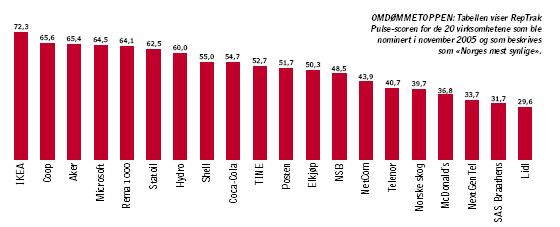 OMDØMMETOPPEN: Tabellen viser RepTrak
Pulse-scoren for de 20 virksomhetene som ble
nominert i november 2005 og som beskrives
som «Norges mest synlige».
72,3
65,6
65,4
64,5
64,1
62,5
60,0
55,0
54,7
52,7
51,7
50,3
48,5
43,9
40,7
39,7
36,8
33,7
31,7
29,6
IKEA
Coop
Aker
Microsoft
Rema 1000
Statoil
Hydro
Shell
Coca-Cola
TINE
Posten
Elkjøp
NSB
NetCom
Telenor
Norske skog
McDonald's
NextGenTel
SAS Braathens
Lidl